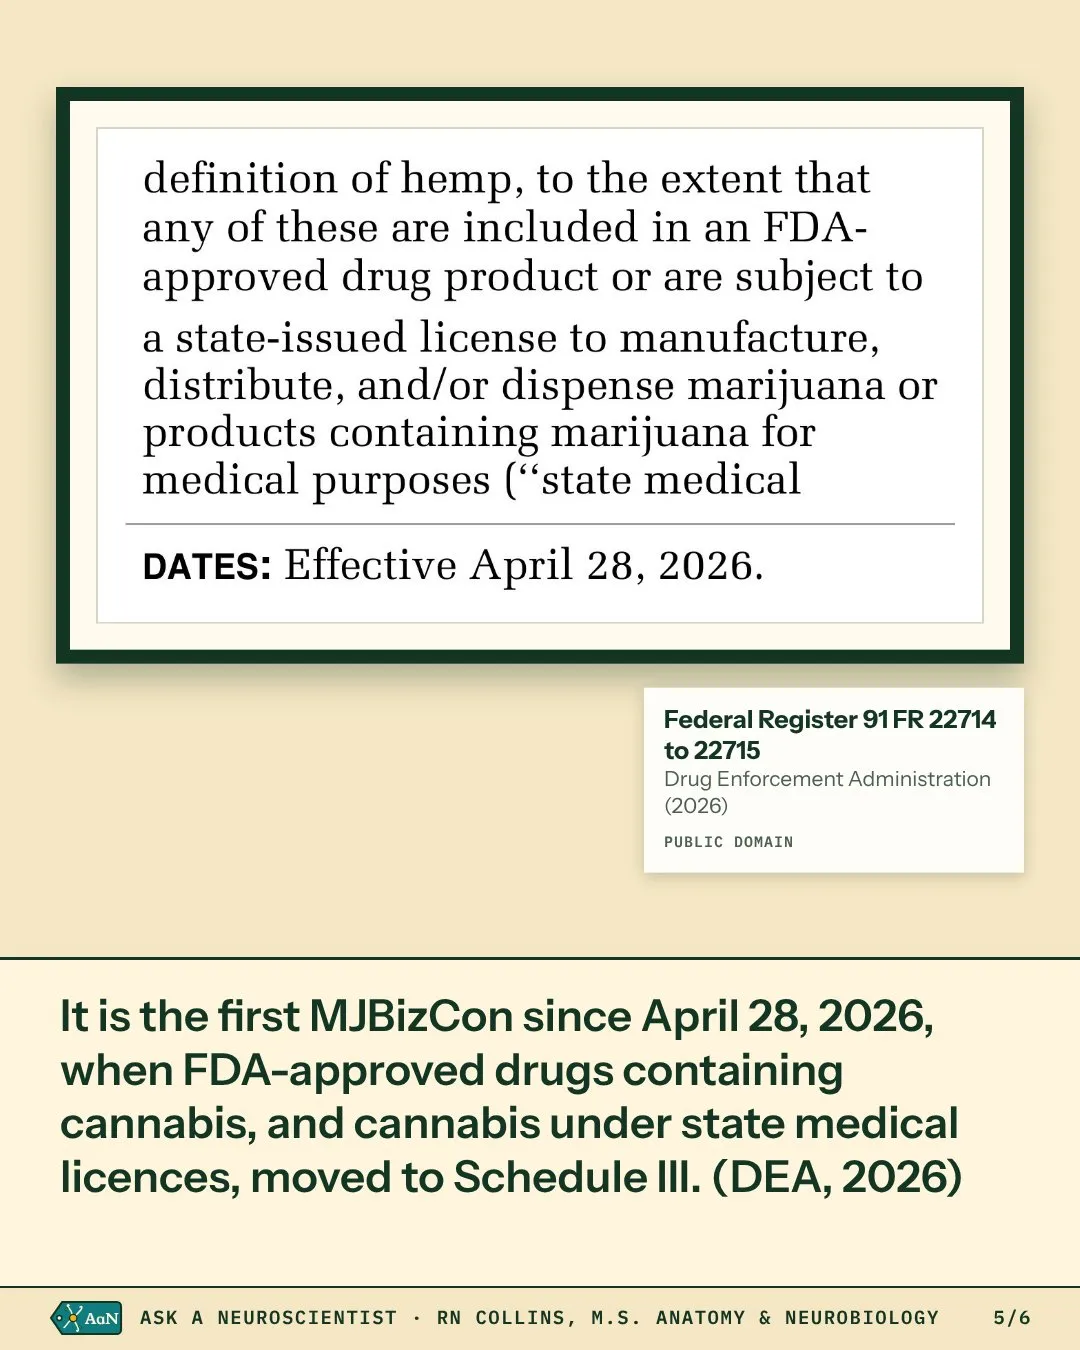 definition of hemp, to the extent that
any of these are included in an FDA-
approved drug product or are subject to
a state-issued license to manufacture,
distribute, and/or dispense marijuana or
products containing marijuana for
medical purposes (‘‘state medical
DATES: Effective April 28, 2026.
Federal Register 91 FR 22714
to 22715
Drug Enforcement Administration
(2026)
PUBLIC DOMAIN
It is the first MJBizCon since April 28, 2026,
when FDA-approved drugs containing
cannabis, and cannabis under state medical
licences, moved to Schedule III. (DEA, 2026)
AaN ASK A NEUROSCIENTIST · RN COLLINS, M.S. ANATOMY & NEUROBIOLOGY 5/6